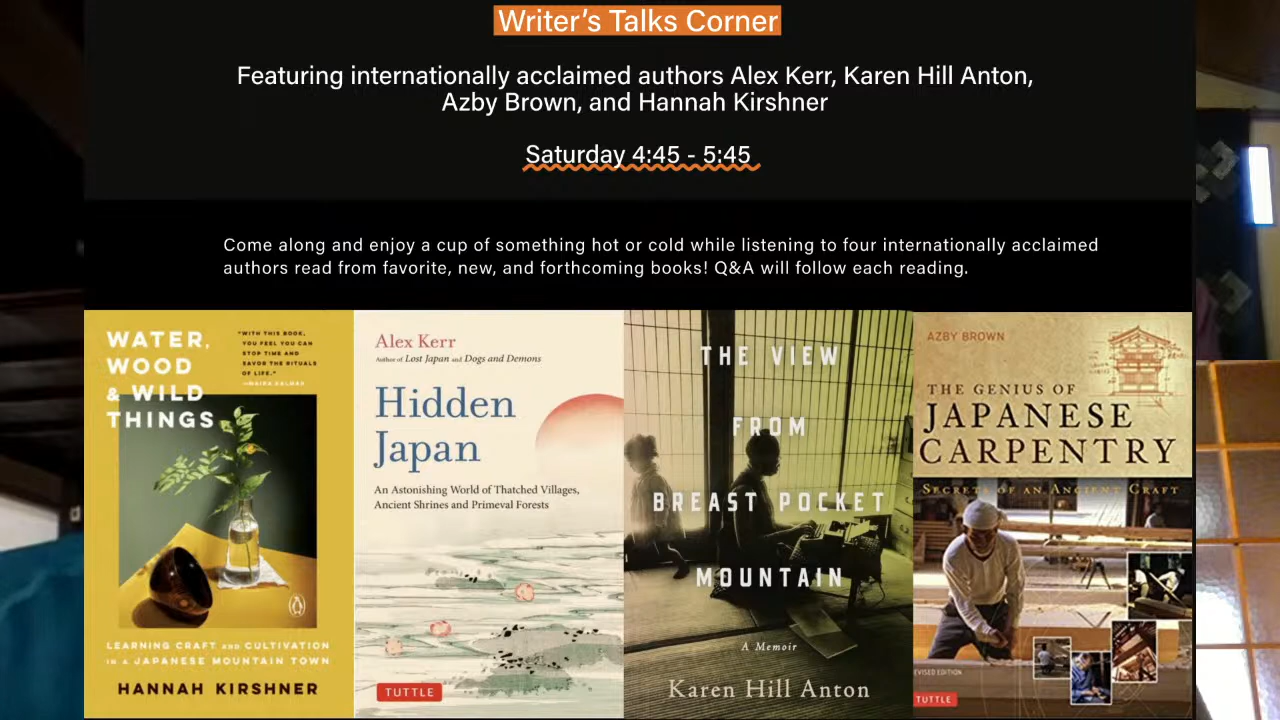 Writer's Talks Corner
Featuring internationally acclaimed authors Alex Kerr, Karen Hill Anton,
Azby Brown, and Hannah Kirshner
Saturday 4:45 - 5:45
Come along and enjoy a cup of something hot or cold while listening to four internationally acclaimed
authors read from favorite, new, and forthcoming books! Q&A will follow each reading.
WATER,
WOOD
& WILD
THINGS
"WITH THIS BOOK,
YOU FEEL YOU CAN
STOP TIME AND
SAVOR THE RITUALS
OF LIFE."
—MAIRA KALMAN
LEARNING CRAFT AND CULTIVATION
IN A JAPANESE MOUNTAIN TOWN
HANNAH KIRSHNER
Alex Kerr
Author of Lost Japan and Dogs and Demons
Hidden
Japan
An Astonishing World of Thatched Villages,
Ancient Shrines and Primeval Forests
TUTTLE
THE VIEW
FROM
BREAST POCKET
MOUNTAIN
A Memoir
Karen Hill Anton
AZBY BROWN
THE GENIUS OF
JAPANESE
CARPENTRY
SECRETS OF AN ANCIENT CRAFT
EVISED EDITION
TUTTLE